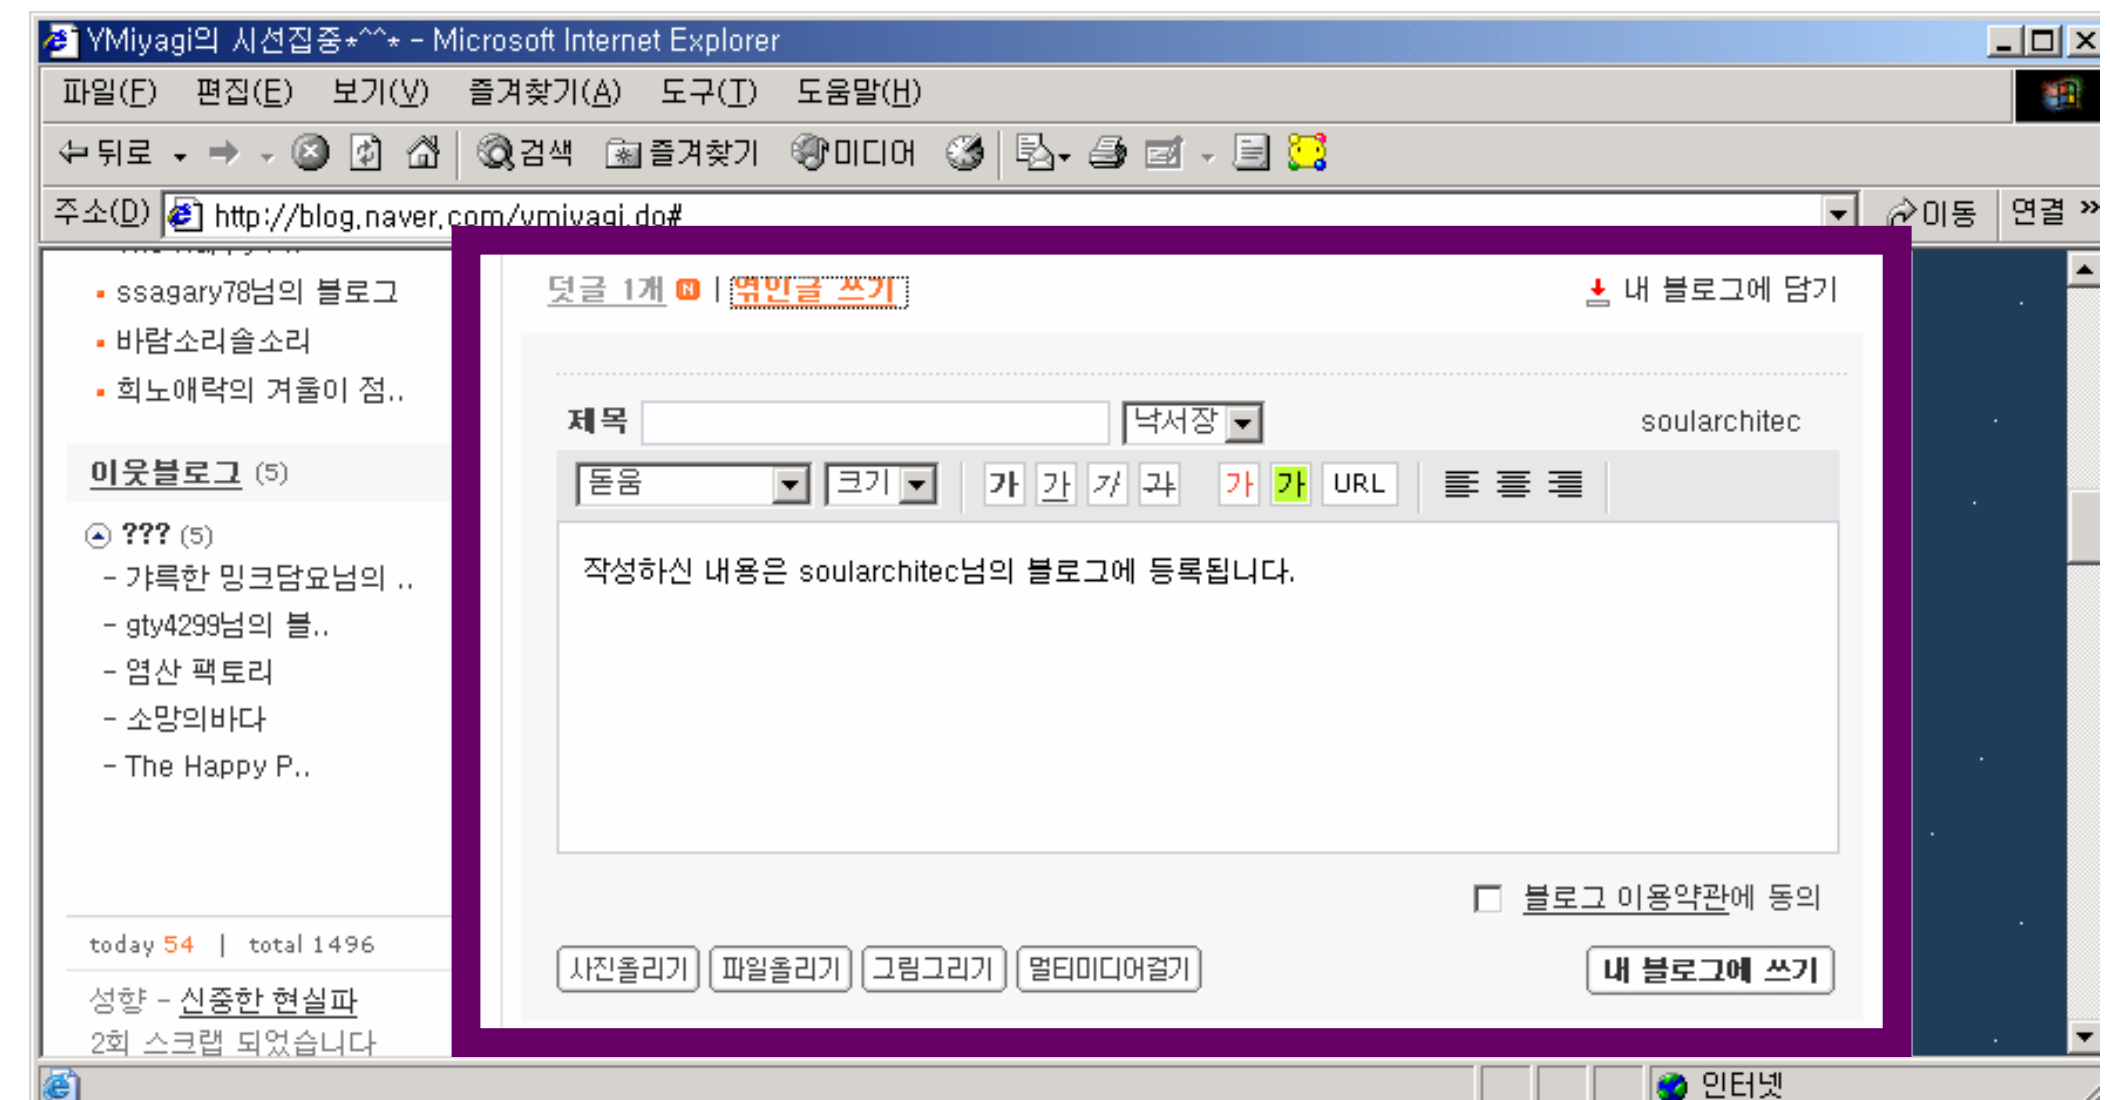 YMiyagi의 시선집중*^^* - Microsoft Internet Explorer
파일(F) 편집(E) 보기(V) 즐겨찾기(A) 도구(T) 도움말(H)
뒤로 검색 즐겨찾기 미디어
주소(D) http://blog.naver.com/ymiyagi.do# 이동 연결 »
ssagary78님의 블로그
바람소리솔소리
희노애락의 겨울이 점..
이웃블로그 (5)
??? (5)
- 갸륵한 밍크담요님의 ..
- gty4299님의 블..
- 염산 팩토리
- 소망의바다
- The Happy P..
today 54 | total 1496
성향 - 신중한 현실파
2회 스크랩 되었습니다
덧글 1개 N | 엮인글 쓰기 내 블로그에 담기
제목 낙서장 soularchitec
돋움 크기 가 가 가 가 가 가 URL
작성하신 내용은 soularchitec님의 블로그에 등록됩니다.
블로그 이용약관에 동의
사진올리기 파일올리기 그림그리기 멀티미디어걸기 내 블로그에 쓰기
인터넷